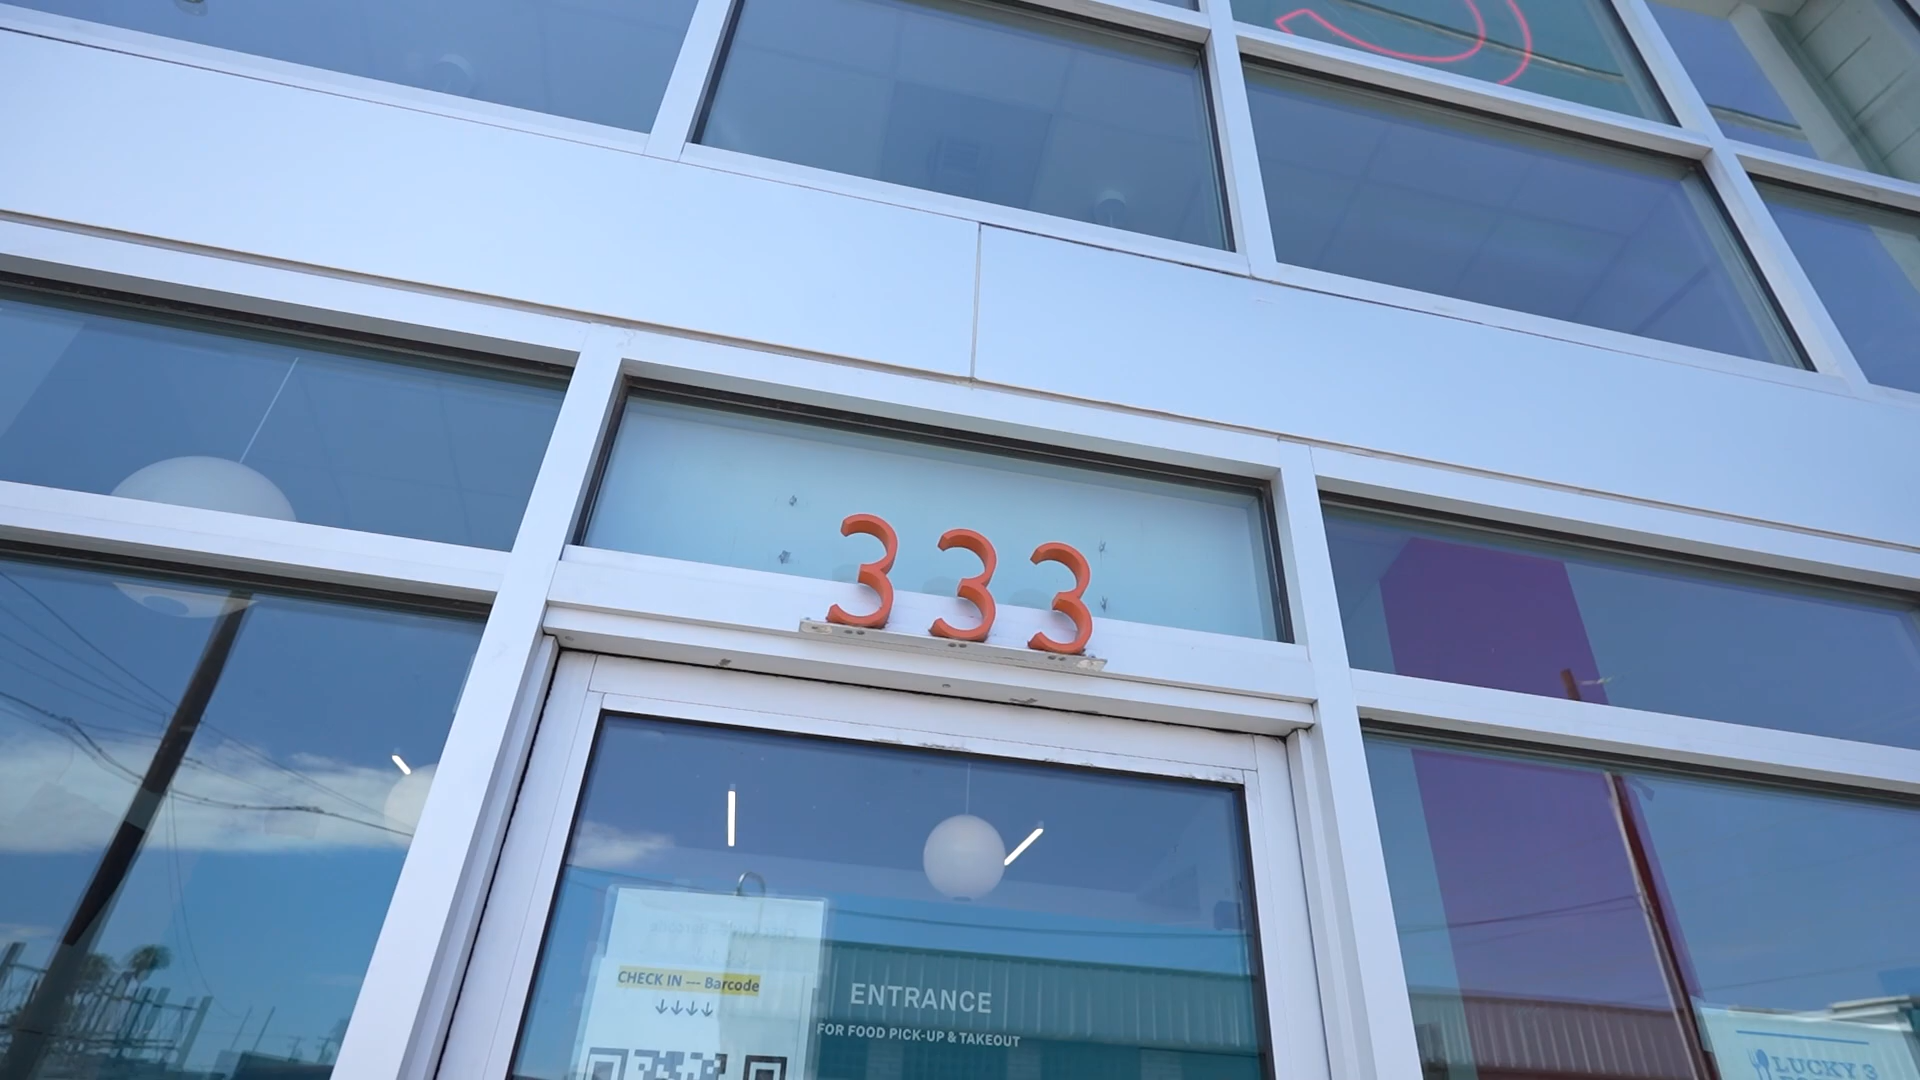 333
CHECK IN --- Barcode
↓↓↓↓
ENTRANCE
FOR FOOD PICK-UP & TAKEOUT
LUCKY 3